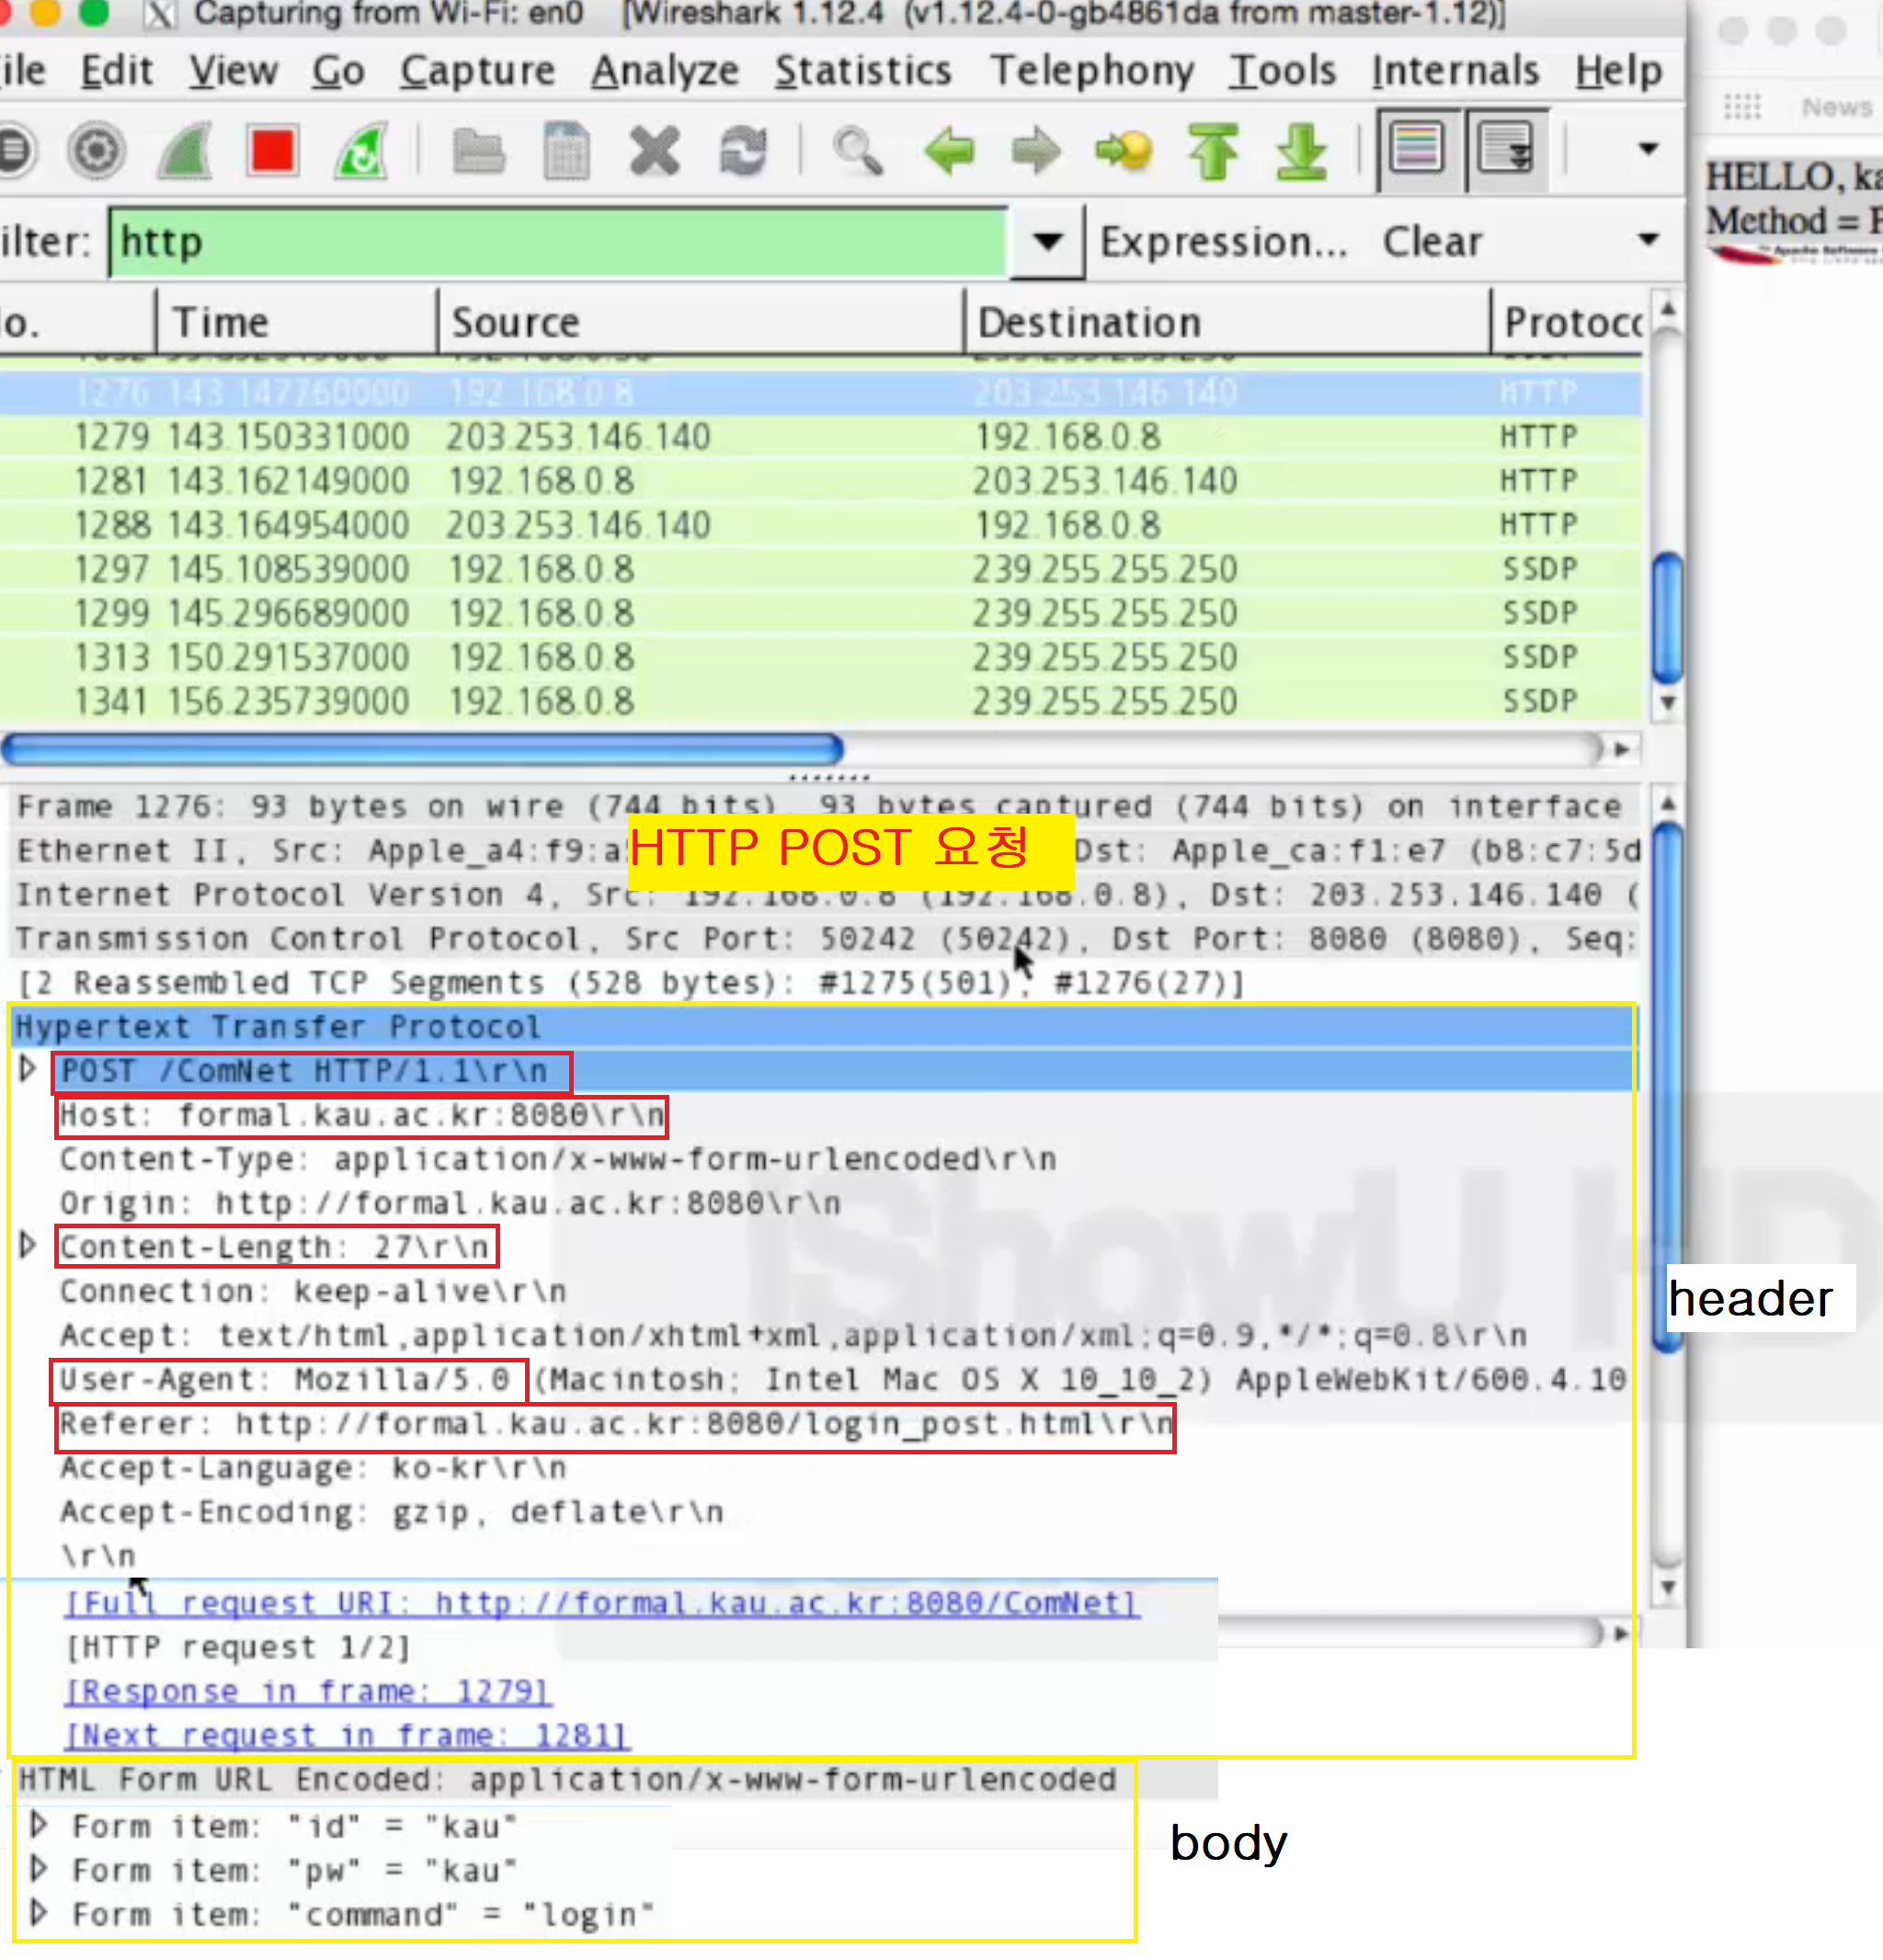 Capturing from Wi-Fi: en0 [Wireshark 1.12.4 (v1.12.4-0-gb4861da from master-1.12)]
ile Edit View Go Capture Analyze Statistics Telephony Tools Internals Help
News
HELLO, ka
Method = P
ilter: http Expression... Clear
o. Time Source Destination Protoco
1276 143.147760000 192.168.0.8 203.253.146.140 HTTP
1279 143.150331000 203.253.146.140 192.168.0.8 HTTP
1281 143.162149000 192.168.0.8 203.253.146.140 HTTP
1288 143.164954000 203.253.146.140 192.168.0.8 HTTP
1297 145.108539000 192.168.0.8 239.255.255.250 SSDP
1299 145.296689000 192.168.0.8 239.255.255.250 SSDP
1313 150.291537000 192.168.0.8 239.255.255.250 SSDP
1341 156.235739000 192.168.0.8 239.255.255.250 SSDP
Frame 1276: 93 bytes on wire (744 bits), 93 bytes captured (744 bits) on interface
HTTP POST 요청
Ethernet II, Src: Apple_a4:f9:a Dst: Apple_ca:f1:e7 (b8:c7:5d
Internet Protocol Version 4, Src: 192.168.0.8 (192.168.0.8), Dst: 203.253.146.140 (
Transmission Control Protocol, Src Port: 50242 (50242), Dst Port: 8080 (8080), Seq:
[2 Reassembled TCP Segments (528 bytes): #1275(501), #1276(27)]
Hypertext Transfer Protocol
POST /ComNet HTTP/1.1\r\n
Host: formal.kau.ac.kr:8080\r\n
Content-Type: application/x-www-form-urlencoded\r\n
Origin: http://formal.kau.ac.kr:8080\r\n
Content-Length: 27\r\n
Connection: keep-alive\r\n
header
Accept: text/html,application/xhtml+xml,application/xml;q=0.9,*/*;q=0.8\r\n
User-Agent: Mozilla/5.0 (Macintosh; Intel Mac OS X 10_10_2) AppleWebKit/600.4.10
Referer: http://formal.kau.ac.kr:8080/login_post.html\r\n
Accept-Language: ko-kr\r\n
Accept-Encoding: gzip, deflate\r\n
\r\n
[Full request URI: http://formal.kau.ac.kr:8080/ComNet]
[HTTP request 1/2]
[Response in frame: 1279]
[Next request in frame: 1281]
HTML Form URL Encoded: application/x-www-form-urlencoded
Form item: "id" = "kau"
Form item: "pw" = "kau"
Form item: "command" = "login"
body
iShowU HD